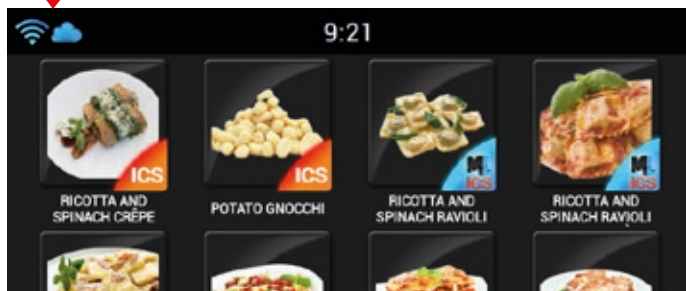 9:21
ICS
ICS
M
ICS
M
ICS
RICOTTA AND
SPINACH CRÊPE
POTATO GNOCCHI
RICOTTA AND
SPINACH RAVIOLI
RICOTTA AND
SPINACH RAVIOLI